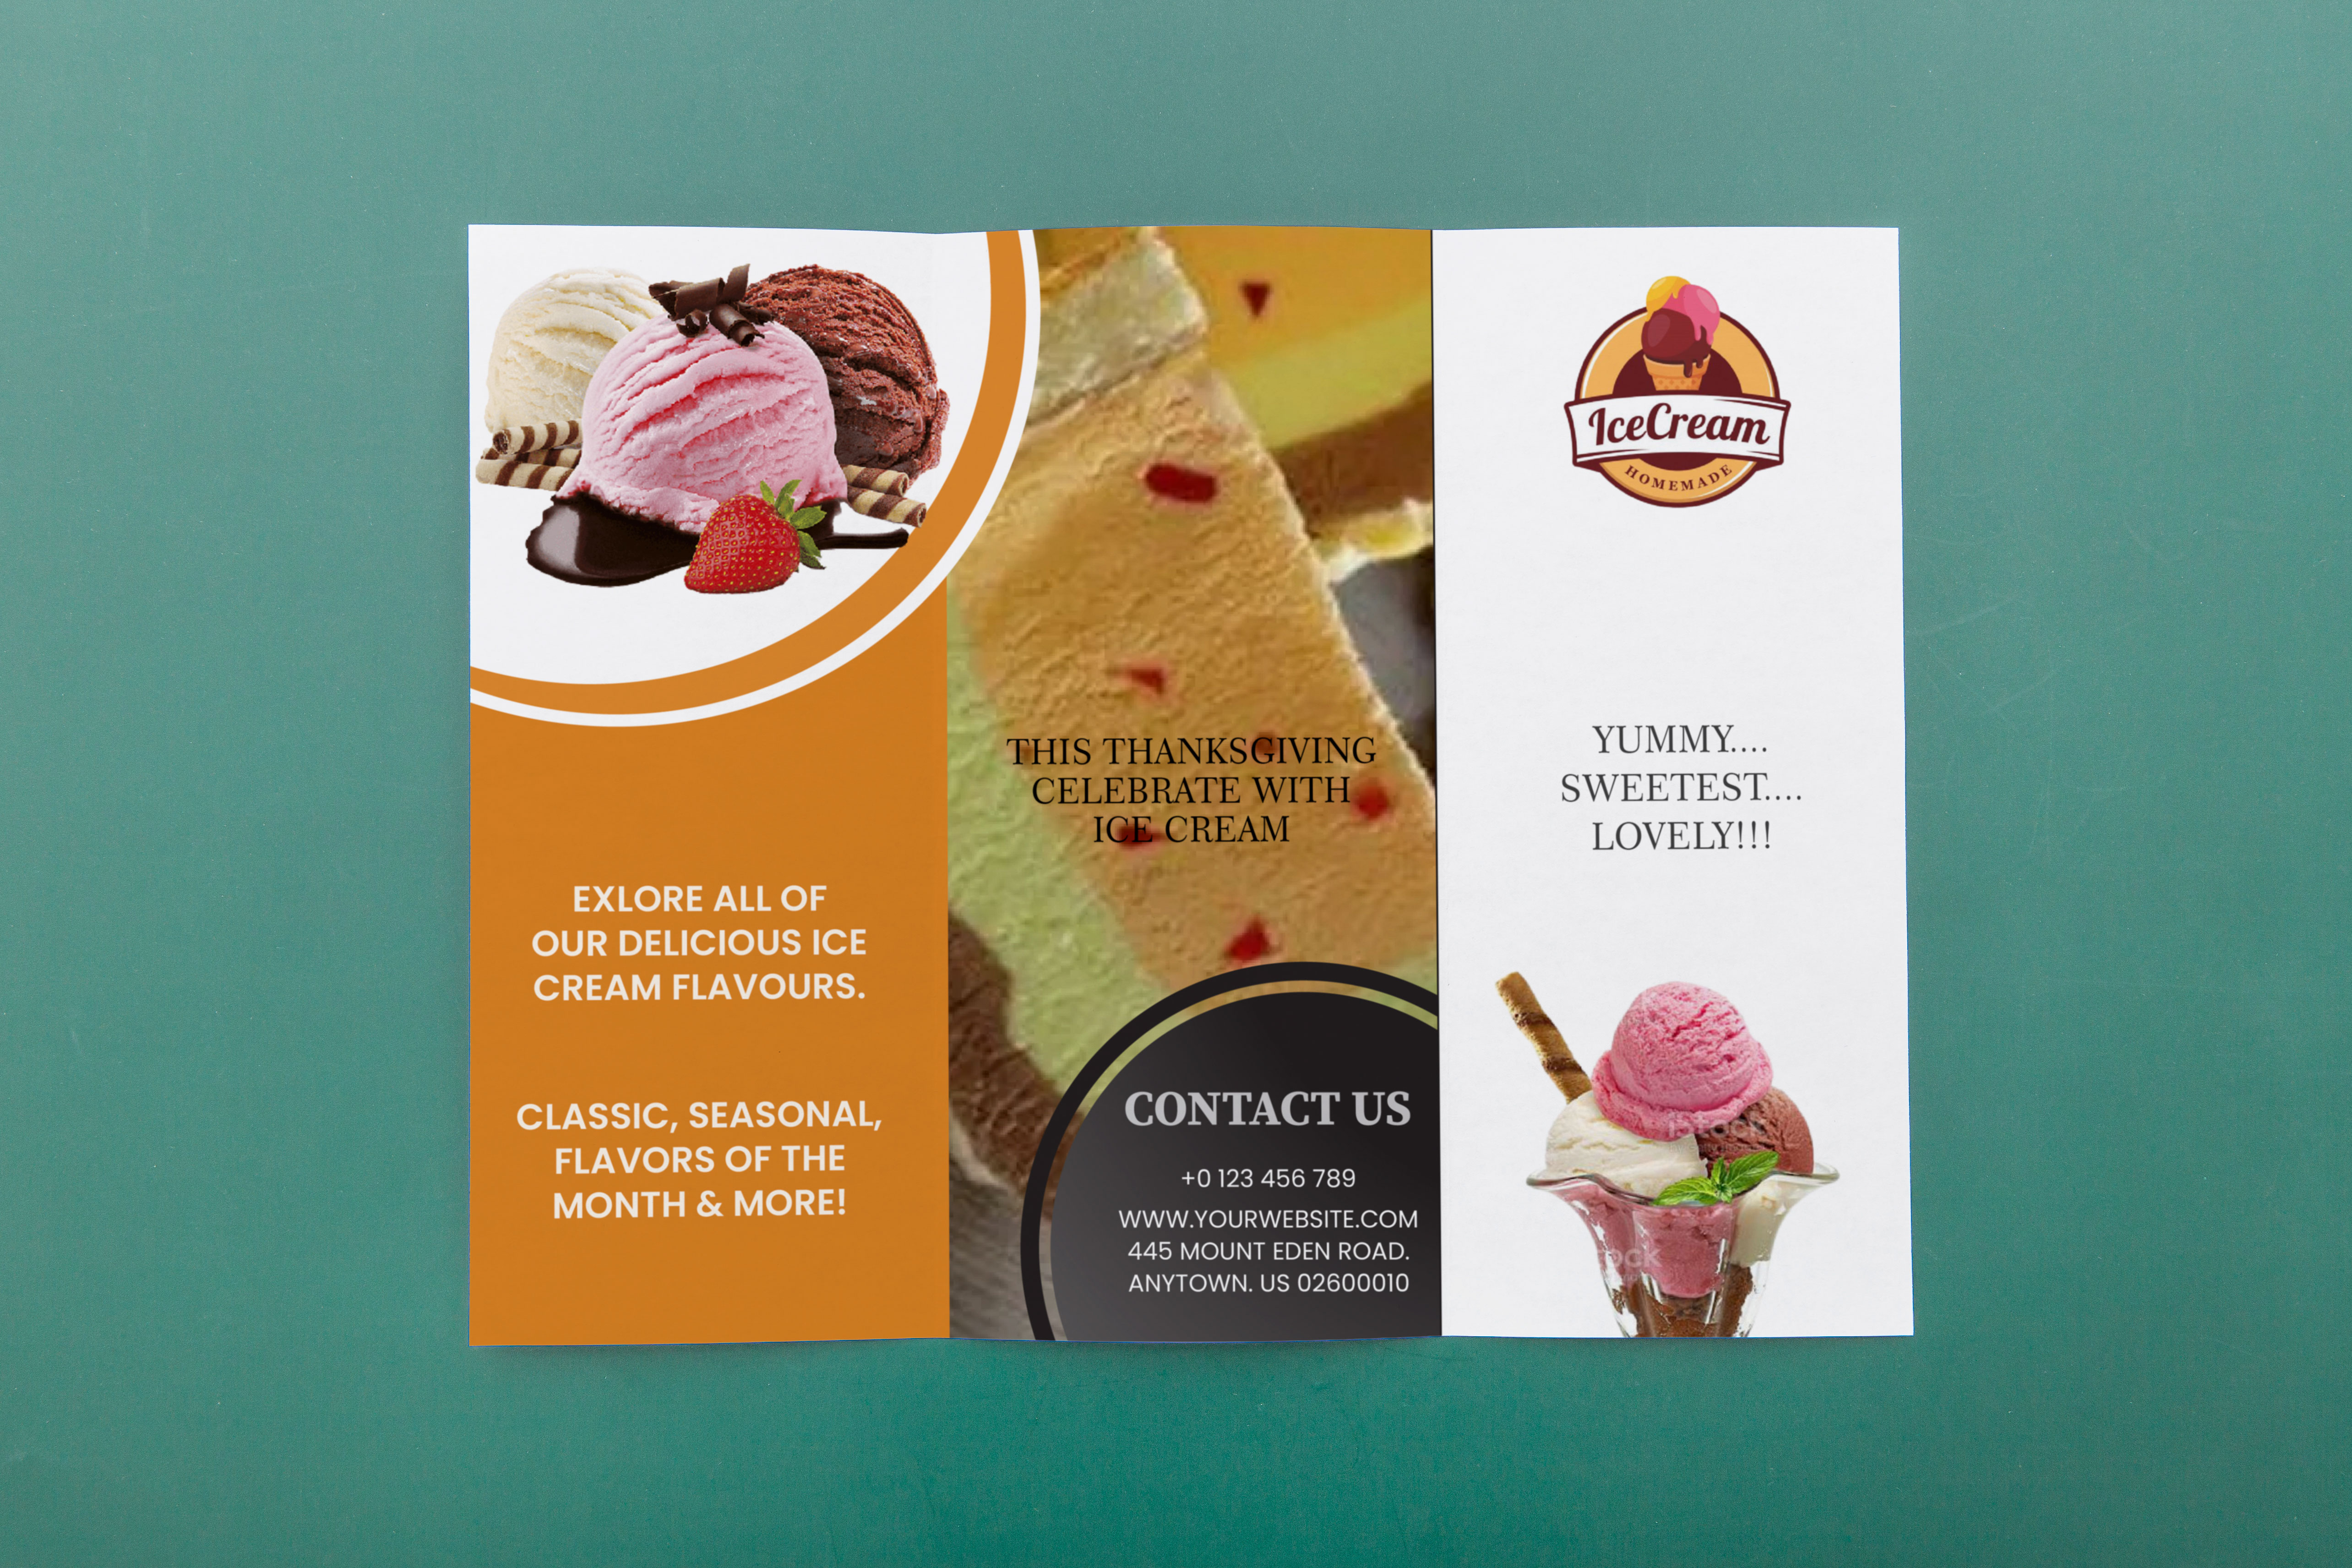 EXLORE ALL OF
OUR DELICIOUS ICE
CREAM FLAVOURS.
CLASSIC, SEASONAL,
FLAVORS OF THE
MONTH & MORE!
THIS THANKSGIVING
CELEBRATE WITH
ICE CREAM
CONTACT US
+0 123 456 789
WWW.YOURWEBSITE.COM
445 MOUNT EDEN ROAD.
ANYTOWN. US 02600010
IceCream
HOMEMADE
YUMMY....
SWEETEST....
LOVELY!!!
iStock